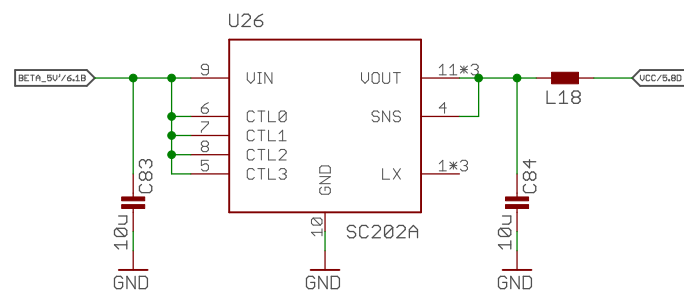 U26
BETA_5V'/6.1B
9 VIN VOUT 11*3
VCC/5.8D
L18
6 CTL0 SNS 4
7 CTL1
8 CTL2
5 CTL3 LX 1*3
GND
10
SC202A
C83
10u
C84
10u
GND
GND
GND